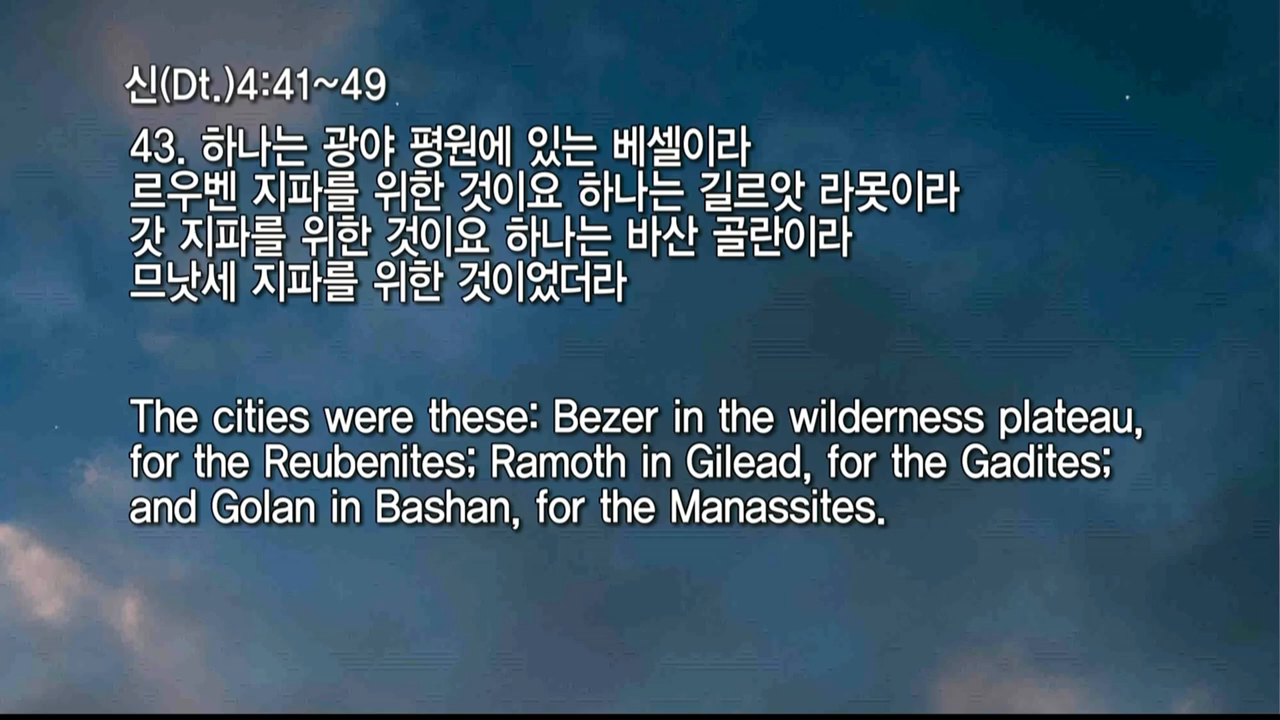 신(Dt.)4:41~49
43. 하나는 광야 평원에 있는 베셀이라
르우벤 지파를 위한 것이요 하나는 길르앗 라못이라
갓 지파를 위한 것이요 하나는 바산 골란이라
므낫세 지파를 위한 것이었더라
The cities were these: Bezer in the wilderness plateau,
for the Reubenites; Ramoth in Gilead, for the Gadites;
and Golan in Bashan, for the Manassites.